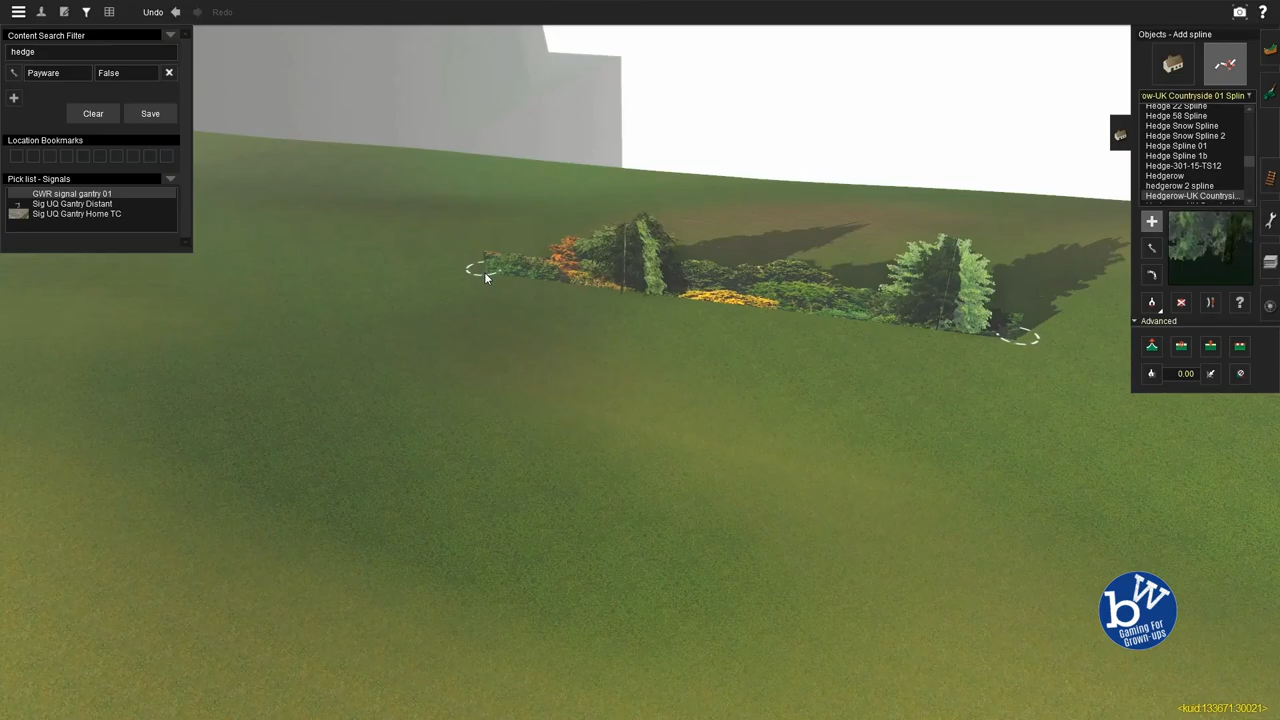 Undo
Redo
Content Search Filter
hedge
Payware
False
Clear
Save
Location Bookmarks
Pick list - Signals
GWR signal gantry 01
Sig UQ Gantry Distant
Sig UQ Gantry Home TC
Objects - Add spline
ow-UK Countryside 01 Splin
Hedge 22 Spline
Hedge 58 Spline
Hedge Snow Spline
Hedge Snow Spline 2
Hedge Spline 01
Hedge Spline 1b
Hedge-301-15-TS12
Hedgerow
hedgerow 2 spline
Hedgerow-UK Countrysi...
Advanced
0.00
bW
Gaming For
Grown-ups
<kuid:133671:30021>